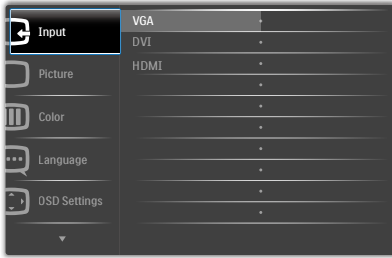 Input
VGA
DVI
HDMI
Picture
Color
Language
OSD Settings